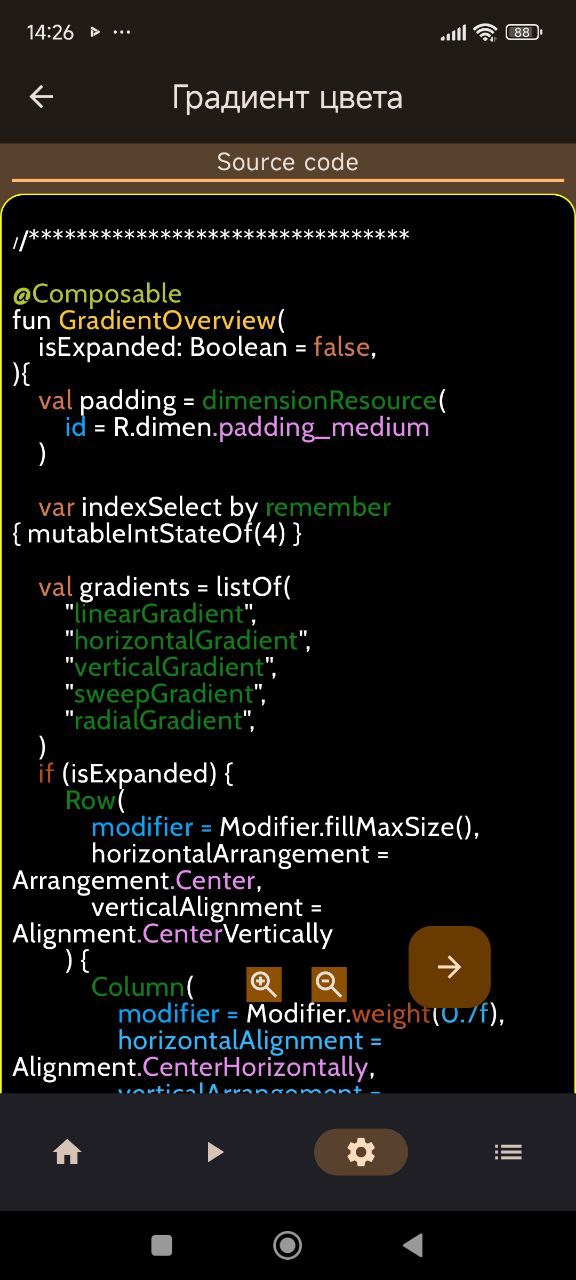 14:26
88
Градиент цвета
Source code
//********************************
@Composable
fun GradientOverview(
isExpanded: Boolean = false,
){
val padding = dimensionResource(
id = R.dimen.padding_medium
)
var indexSelect by remember
{ mutableIntStateOf(4) }
val gradients = listOf(
"linearGradient",
"horizontalGradient",
"verticalGradient",
"sweepGradient",
"radialGradient",
)
if (isExpanded) {
Row(
modifier = Modifier.fillMaxSize(),
horizontalArrangement =
Arrangement.Center,
verticalAlignment =
Alignment.CenterVertically
) {
Column(
modifier = Modifier.weight(0.7f),
horizontalAlignment =
Alignment.CenterHorizontally,
verticalArrangement =